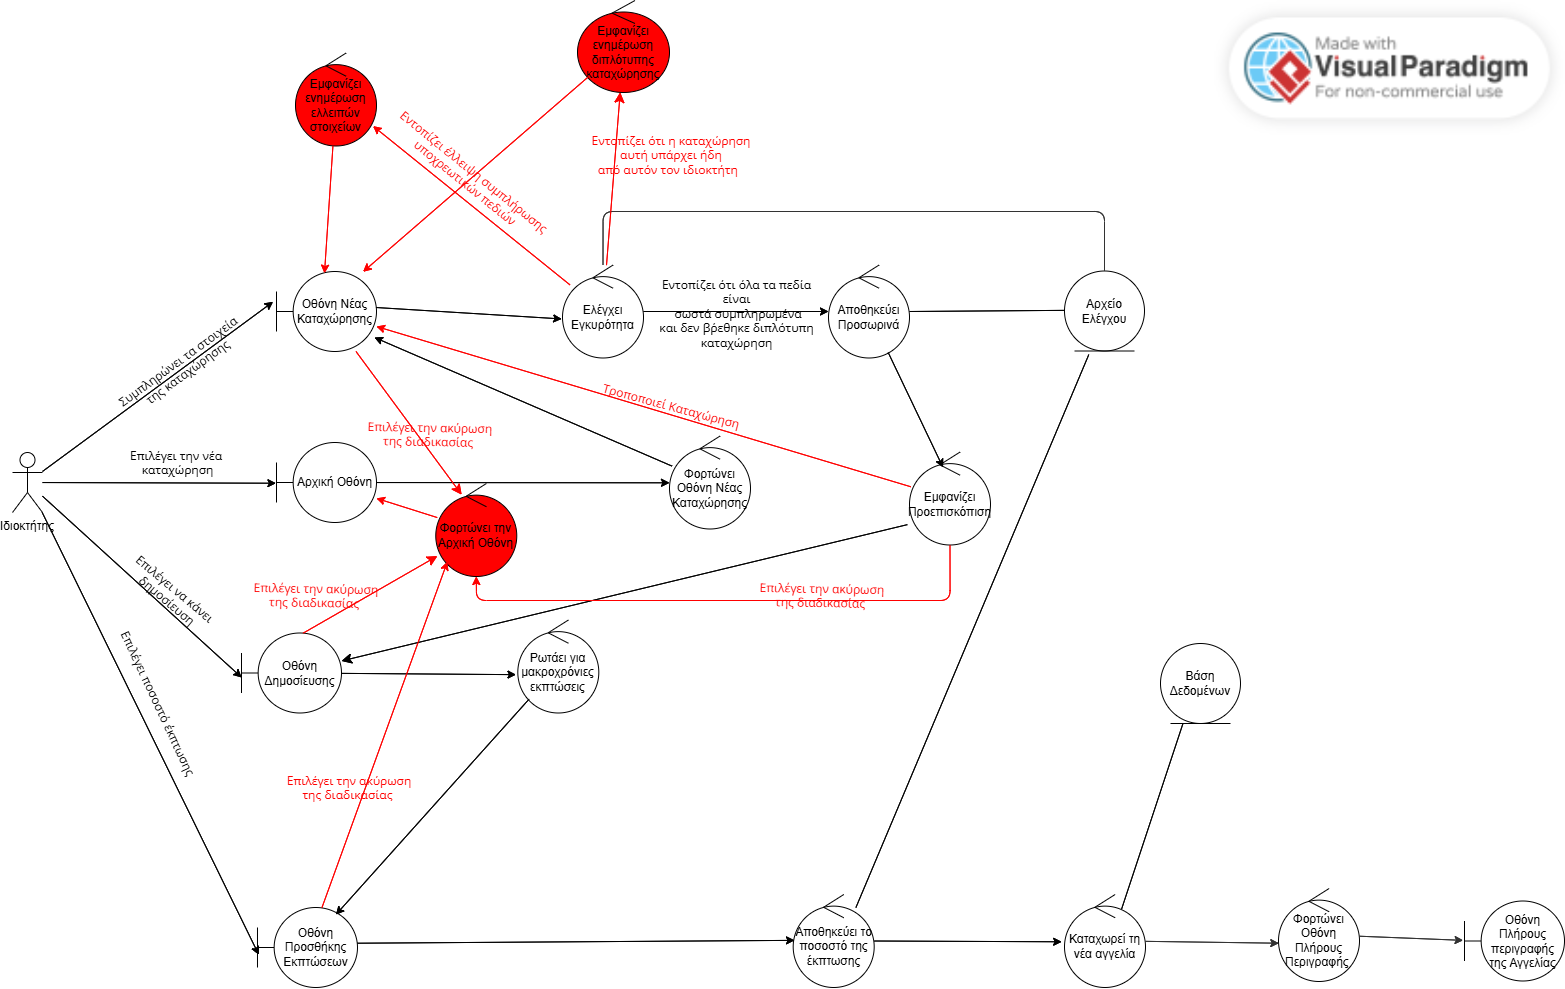 Made with
VisualParadigm
For non-commercial use
Εμφανίζει
ενημέρωση
διπλότυπης
καταχώρησης
Εμφανίζει
ενημέρωση
ελλειπών
στοιχείων
Εντοπίζει έλλειψη συμπλήρωσης
υποχρεωτικών πεδιών
Εντοπίζει ότι η καταχώρηση
αυτή υπάρχει ήδη
από αυτόν τον ιδιοκτήτη
Οθόνη Νέας
Καταχώρησης
Ελέγχει
Εγκυρότητα
Εντοπίζει ότι όλα τα πεδία
είναι
σωστά συμπληρωμένα
και δεν βρέθηκε διπλότυπη
καταχώρηση
Αποθηκεύει
Προσωρινά
Αρχείο
Ελέγχου
Συμπληρώνει τα στοιχεία
της καταχώρησης
Τροποποιεί Καταχώρηση
Επιλέγει την ακύρωση
της διαδικασίας
Επιλέγει την νέα
καταχώρηση
Αρχική Οθόνη
Φορτώνει
Οθόνη Νέας
Καταχώρησης
Εμφανίζει
Προεπισκόπιση
Ιδιοκτήτης
Φορτώνει την
Αρχική Οθόνη
Επιλέγει να κάνει
δημοσίευση
Επιλέγει την ακύρωση
της διαδικασίας
Επιλέγει την ακύρωση
της διαδικασίας
Επιλέγει ποσοστό έκπτωσης
Οθόνη
Δημοσίευσης
Ρωτάει για
μακροχρόνιες
εκπτώσεις
Βάση
Δεδομένων
Επιλέγει την ακύρωση
της διαδικασίας
Οθόνη
Προσθήκης
Εκπτώσεων
Αποθηκεύει το
ποσοστό της
έκπτωσης
Καταχωρεί τη
νέα αγγελία
Φορτώνει
Οθόνη
Πλήρους
Περιγραφής
Οθόνη
Πλήρους
περιγραφής
της Αγγελίας